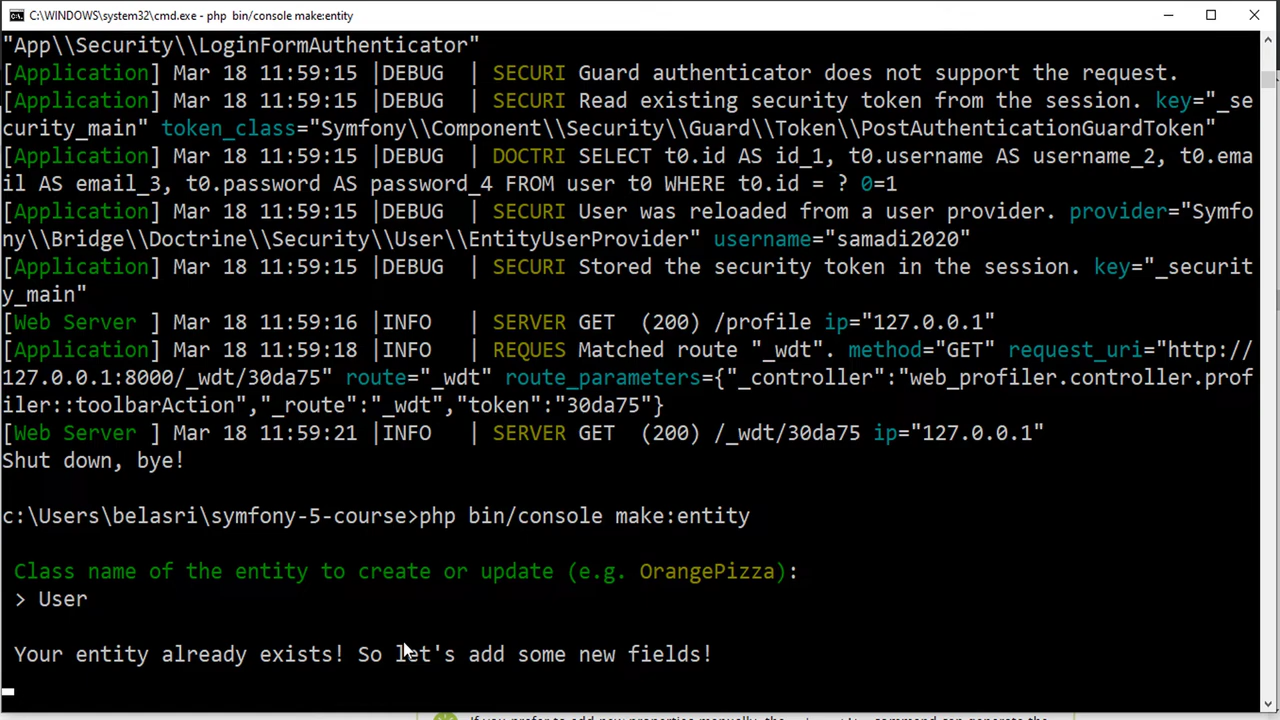 C:\WINDOWS\system32\cmd.exe - php  bin/console make:entity
"App\\Security\\LoginFormAuthenticator"
[Application] Mar 18 11:59:15 |DEBUG  | SECURI Guard authenticator does not support the request.
[Application] Mar 18 11:59:15 |DEBUG  | SECURI Read existing security token from the session. key="_se
curity_main" token_class="Symfony\\Component\\Security\\Guard\\Token\\PostAuthenticationGuardToken"
[Application] Mar 18 11:59:15 |DEBUG  | DOCTRI SELECT t0.id AS id_1, t0.username AS username_2, t0.ema
il AS email_3, t0.password AS password_4 FROM user t0 WHERE t0.id = ? 0=1
[Application] Mar 18 11:59:15 |DEBUG  | SECURI User was reloaded from a user provider. provider="Symfo
ny\\Bridge\\Doctrine\\Security\\User\\EntityUserProvider" username="samadi2020"
[Application] Mar 18 11:59:15 |DEBUG  | SECURI Stored the security token in the session. key="_securit
y_main"
[Web Server ] Mar 18 11:59:16 |INFO   | SERVER GET  (200) /profile ip="127.0.0.1"
[Application] Mar 18 11:59:18 |INFO   | REQUES Matched route "_wdt". method="GET" request_uri="http://
127.0.0.1:8000/_wdt/30da75" route="_wdt" route_parameters={"_controller":"web_profiler.controller.prof
iler::toolbarAction","_route":"_wdt","token":"30da75"}
[Web Server ] Mar 18 11:59:21 |INFO   | SERVER GET  (200) /_wdt/30da75 ip="127.0.0.1"
Shut down, bye!
c:\Users\belasri\symfony-5-course>php bin/console make:entity
Class name of the entity to create or update (e.g. OrangePizza):
> User
Your entity already exists! So let's add some new fields!